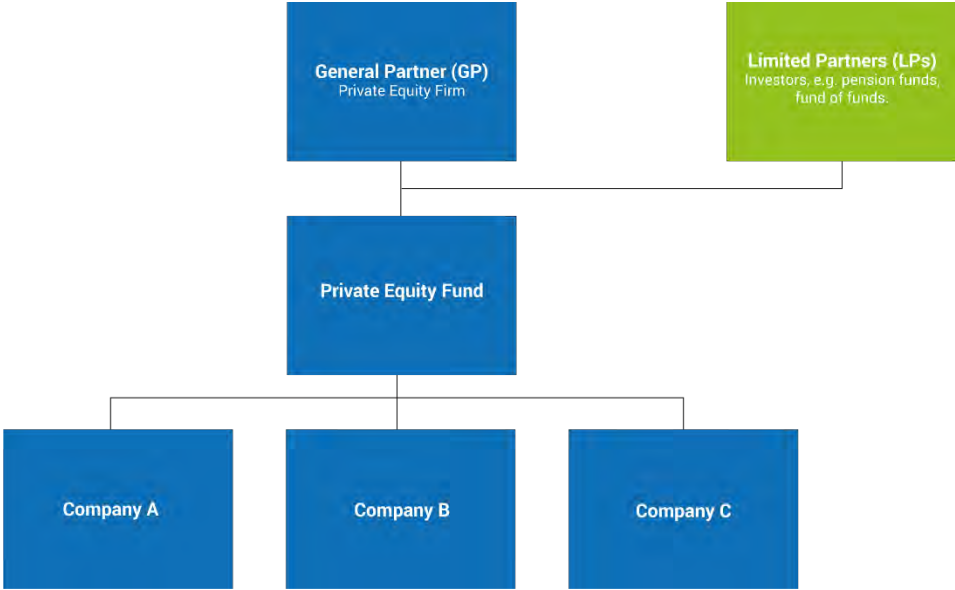 General Partner (GP)
Private Equity Firm
Limited Partners (LPs)
Investors, e.g. pension funds,
fund of funds.
Private Equity Fund
Company A
Company B
Company C